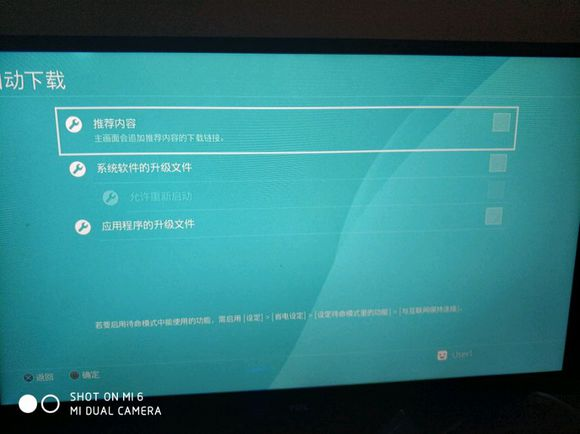 动下载
推荐内容
主画面会追加推荐内容的下载链接。
系统软件的升级文件
允许重新启动
应用程序的升级文件
若要启用待命模式中能使用的功能，需启用 [设定] > [省电设定] > [设定待命模式里的功能] > [与互联网保持连接]。
User1
返回
确定
SHOT ON MI 6
MI DUAL CAMERA
TCL